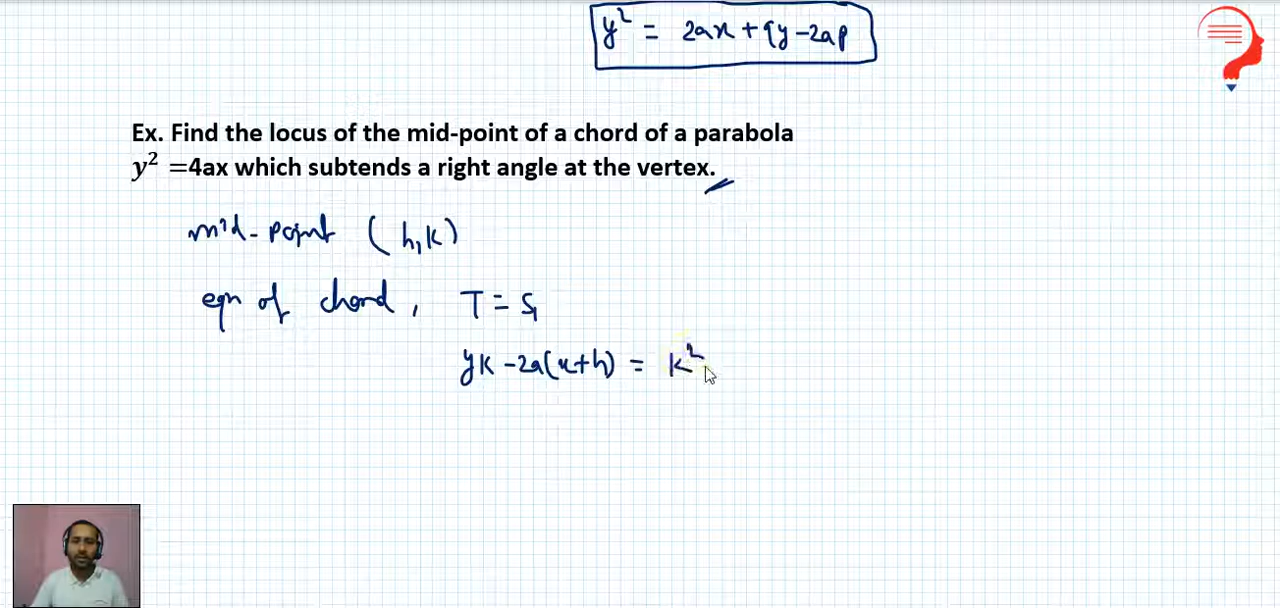 y² = 2ax + qy - 2ap
Ex. Find the locus of the mid-point of a chord of a parabola
y² =4ax which subtends a right angle at the vertex.
mid-point (h,k)
eqn of chord, T = S₁
yk - 2a(x+h) = k²